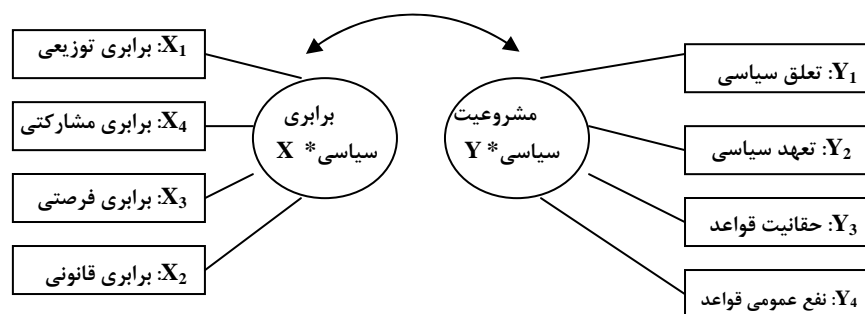 X1: برابری توزیعی
X4: برابری مشارکتی
X3: برابری فرصتی
X2: برابری قانونی
برابری
سیاسی* X
مشروعیت
سیاسی* Y
Y1: تعلق سیاسی
Y2: تعهد سیاسی
Y3: حقانیت قواعد
Y4: نفع عمومی قواعد